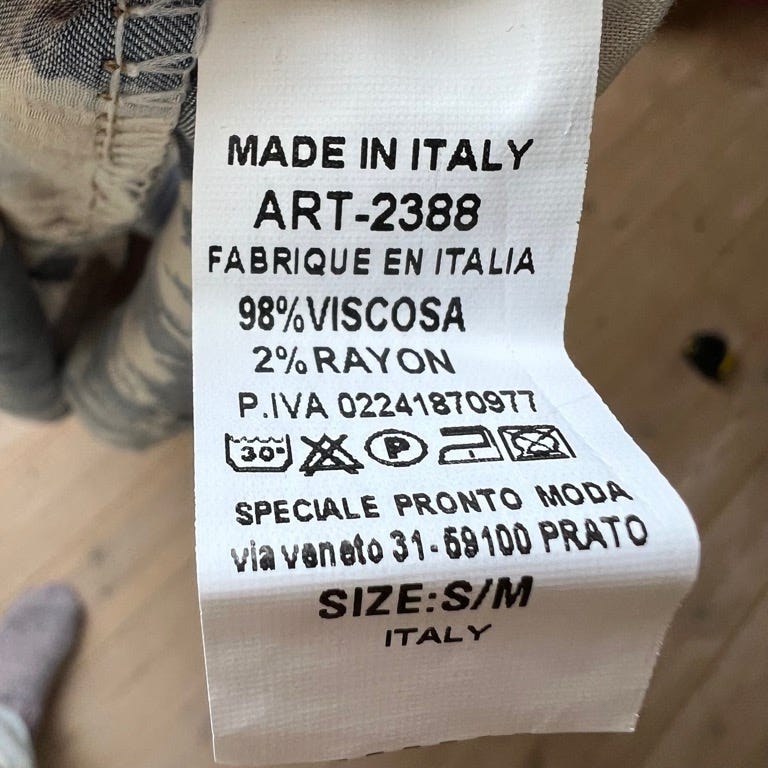 MADE IN ITALY
ART-2388
FABRIQUE EN ITALIA
98% VISCOSA
2% RAYON
P.IVA 02241870977
30° P
SPECIALE PRONTO MODA
via veneto 31-59100 PRATO
SIZE:S/M
ITALY